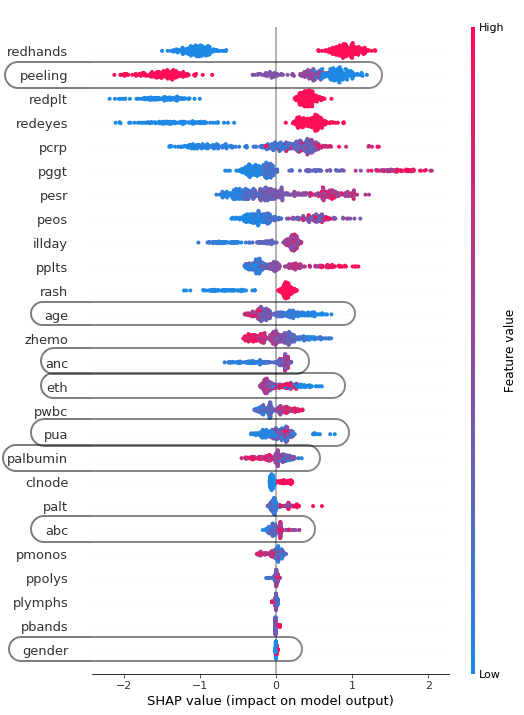 High
redhands
peeling
redplt
redeyes
pcrp
pggt
pesr
peos
illday
pplts
rash
age
zhemo
anc
eth
pwbc
pua
palbumin
clnode
palt
abc
pmonos
ppolys
plymphs
pbands
gender
Feature value
Low
−2 −1 0 1 2
SHAP value (impact on model output)